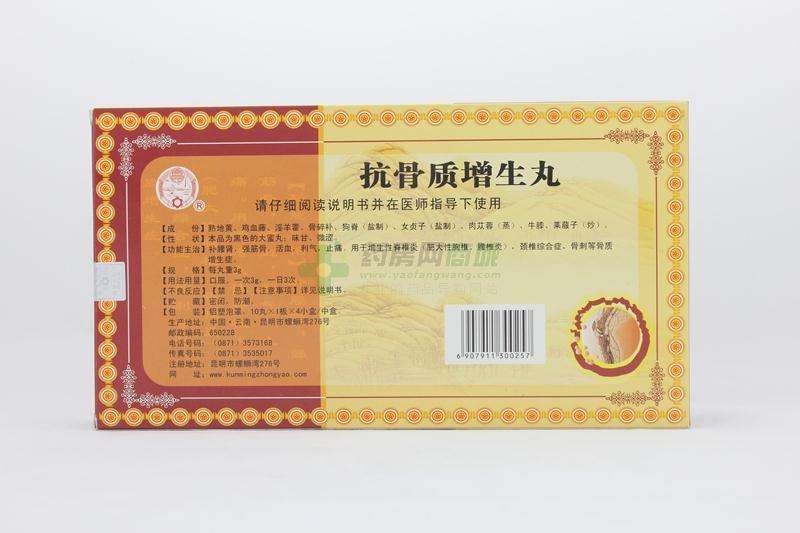 抗骨质增生丸
请仔细阅读说明书并在医师指导下使用
【成　　份】熟地黄、鸡血藤、淫羊藿、骨碎补、狗脊（盐制）、女贞子（盐制）、肉苁蓉（蒸）、牛膝、莱菔子（炒）。
【性　　状】本品为黑色的大蜜丸；味甘、微涩。
【功能主治】补腰肾，强筋骨，活血，利气，止痛。用于增生性脊椎炎（肥大性胸椎、腰椎炎）、颈椎综合症、骨刺等骨质
增生症。
【规　　格】每丸重3g
【用法用量】口服，一次3g，一日3次。
【不良反应】【禁　忌】【注意事项】详见说明书。
【贮　　藏】密闭，防潮。
【包　　装】铝塑泡罩，10丸×1板×4小盒/中盒
生产地址：中国·云南·昆明市螺蛳湾276号
邮政编码：650228
电话号码：（0871）3573168
传真号码：（0871）3535017
注册地址：昆明市螺蛳湾276号
网　　址：www.kunmingzhongyao.com
药房网商城
www.yaofangwang.com
6 907911 300257
®